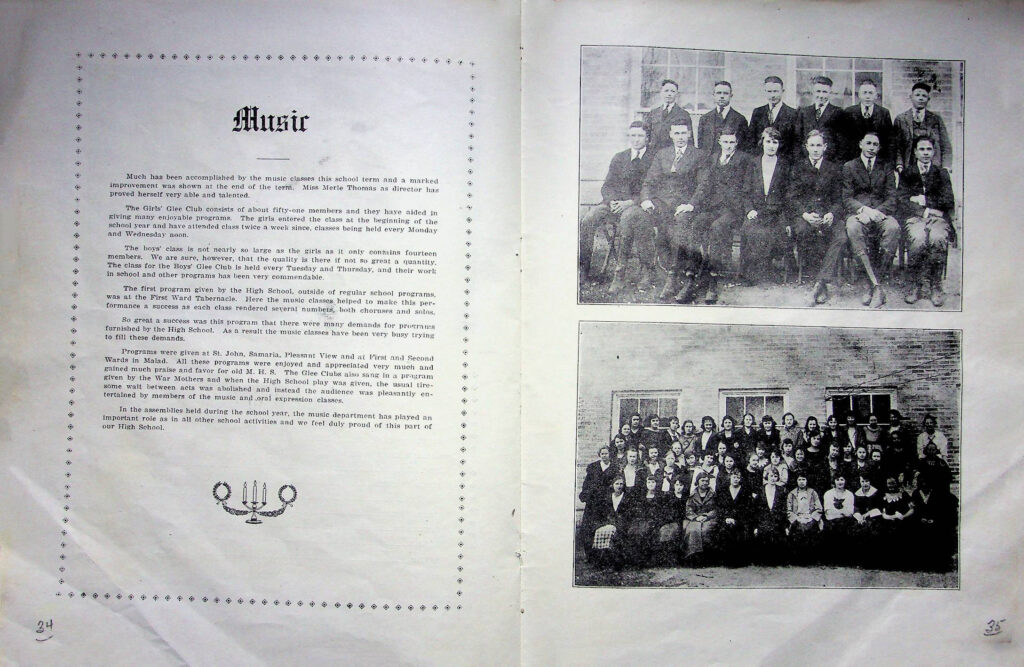 Music
Much has been accomplished by the music classes this school term and a marked
improvement was shown at the end of the term. Miss Merle Thomas as director has
proved herself very able and talented.
The Girls' Glee Club consists of about fifty-one members and they have aided in
giving many enjoyable programs. The girls entered the class at the beginning of the
school year and have attended class twice a week since, classes being held every Monday
and Wednesday noon.
The boys' class is not nearly so large as the girls as it only contains fourteen
members. We are sure, however, that the quality is there if not so great a quantity.
The class for the Boys' Glee Club is held every Tuesday and Thursday, and their work
in school and other programs has been very commendable.
The first program given by the High School, outside of regular school programs,
was at the First Ward Tabernacle. Here the music classes helped to make this per-
formance a success as each class rendered several numbers, both choruses and solos.
So great a success was this program that there were many demands for programs
furnished by the High School. As a result the music classes have been very busy trying
to fill these demands.
Programs were given at St. John, Samaria, Pleasant View and at First and Second
Wards in Malad. All these programs were enjoyed and appreciated very much and
gained much praise and favor for old M. H. S. The Glee Clubs also sang in a program
given by the War Mothers and when the High School play was given, the usual tire-
some wait between acts was abolished and instead the audience was pleasantly en-
tertained by members of the music and oral expression classes.
In the assemblies held during the school year, the music department has played an
important role as in all other school activities and we feel duly proud of this part of
our High School.
34
35